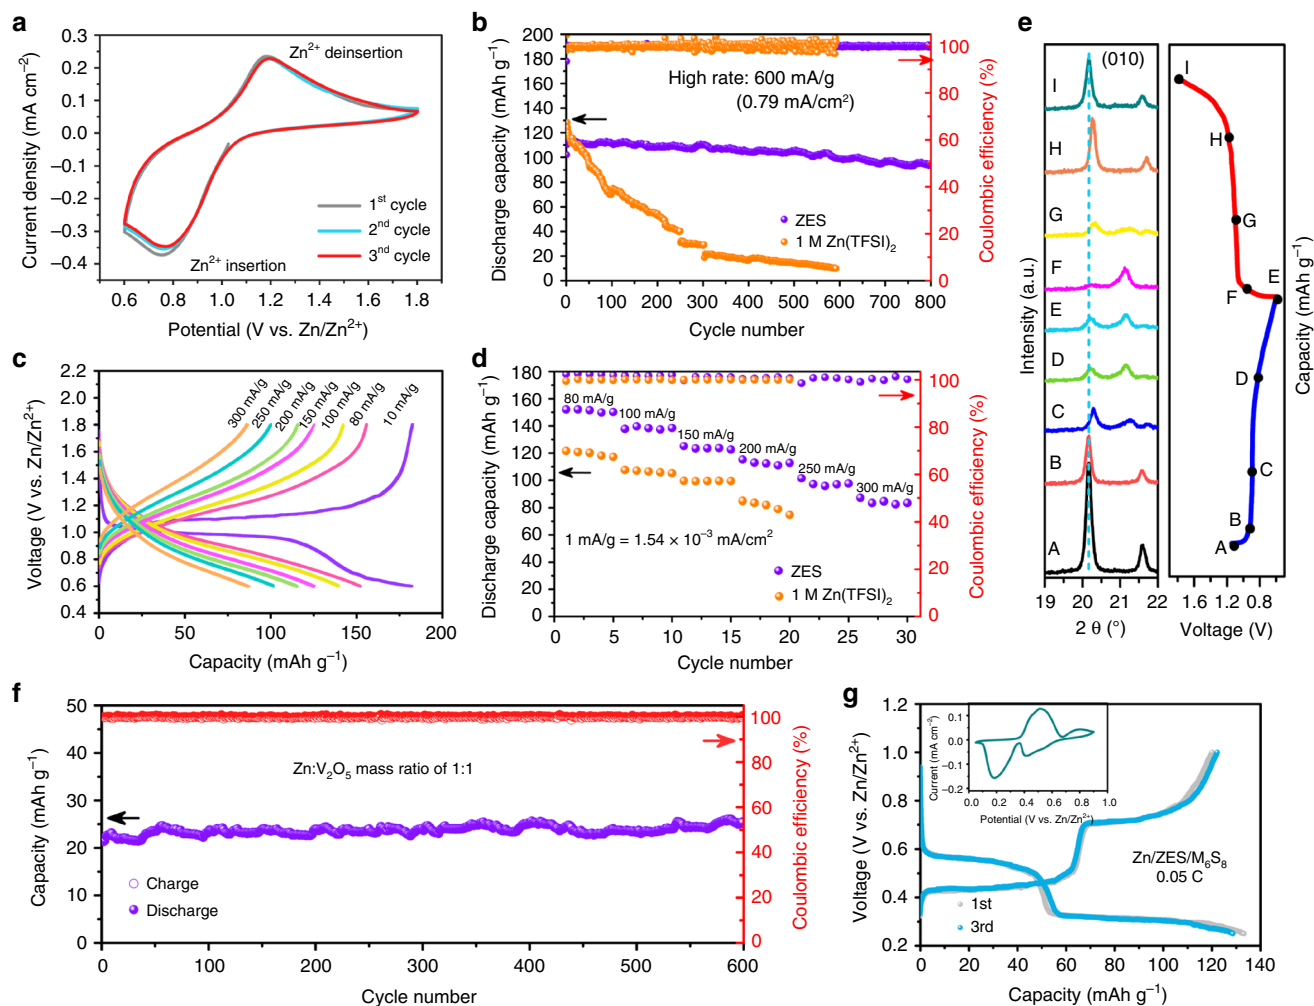 a
Current density (mA cm⁻²)
0.3
0.2
0.1
0.0
−0.1
−0.2
−0.3
−0.4
Zn²⁺ deinsertion
1ˢᵗ cycle
2ⁿᵈ cycle
3ⁿᵈ cycle
Zn²⁺ insertion
0.6 0.8 1.0 1.2 1.4 1.6 1.8
Potential (V vs. Zn/Zn²⁺)
b
Discharge capacity (mAh g⁻¹)
200
190
180
170
160
150
140
130
120
100
80
60
40
20
0
High rate: 600 mA/g
(0.79 mA/cm²)
ZES
1 M Zn(TFSI)₂
100
80
60
40
20
0
Coulombic efficiency (%)
0 100 200 300 400 500 600 700 800
Cycle number
c
Voltage (V vs. Zn/Zn²⁺)
2.2
2.0
1.8
1.6
1.4
1.2
1.0
0.8
0.6
0.4
300 mA/g
250 mA/g
200 mA/g
150 mA/g
100 mA/g
80 mA/g
10 mA/g
0 50 100 150 200
Capacity (mAh g⁻¹)
d
Discharge capacity (mAh g⁻¹)
180
160
140
120
100
80
60
40
20
0
80 mA/g
100 mA/g
150 mA/g
200 mA/g
250 mA/g
300 mA/g
1 mA/g = 1.54 × 10⁻³ mA/cm²
ZES
1 M Zn(TFSI)₂
100
80
60
40
20
0
Coulombic efficiency (%)
0 5 10 15 20 25 30
Cycle number
e
Intensity (a.u.)
(010)
I
H
G
F
E
D
C
B
A
19 20 21 22
2 θ (°)
I
H
G
F
E
D
C
B
A
1.6 1.2 0.8
Voltage (V)
Capacity (mAh g⁻¹)
f
Capacity (mAh g⁻¹)
50
40
30
20
10
0
Zn:V₂O₅ mass ratio of 1:1
Charge
Discharge
100
80
60
40
20
0
Coulombic efficiency (%)
0 100 200 300 400 500 600
Cycle number
g
Voltage (V vs. Zn/Zn²⁺)
1.2
1.0
0.8
0.6
0.4
0.2
Current (mA cm⁻²)
0.1
0.0
−0.1
−0.2
0.0 0.2 0.4 0.6 0.8 1.0
Potential (V vs. Zn/Zn²⁺)
Zn/ZES/M₆S₈
0.05 C
1st
3rd
0 20 40 60 80 100 120 140
Capacity (mAh g⁻¹)